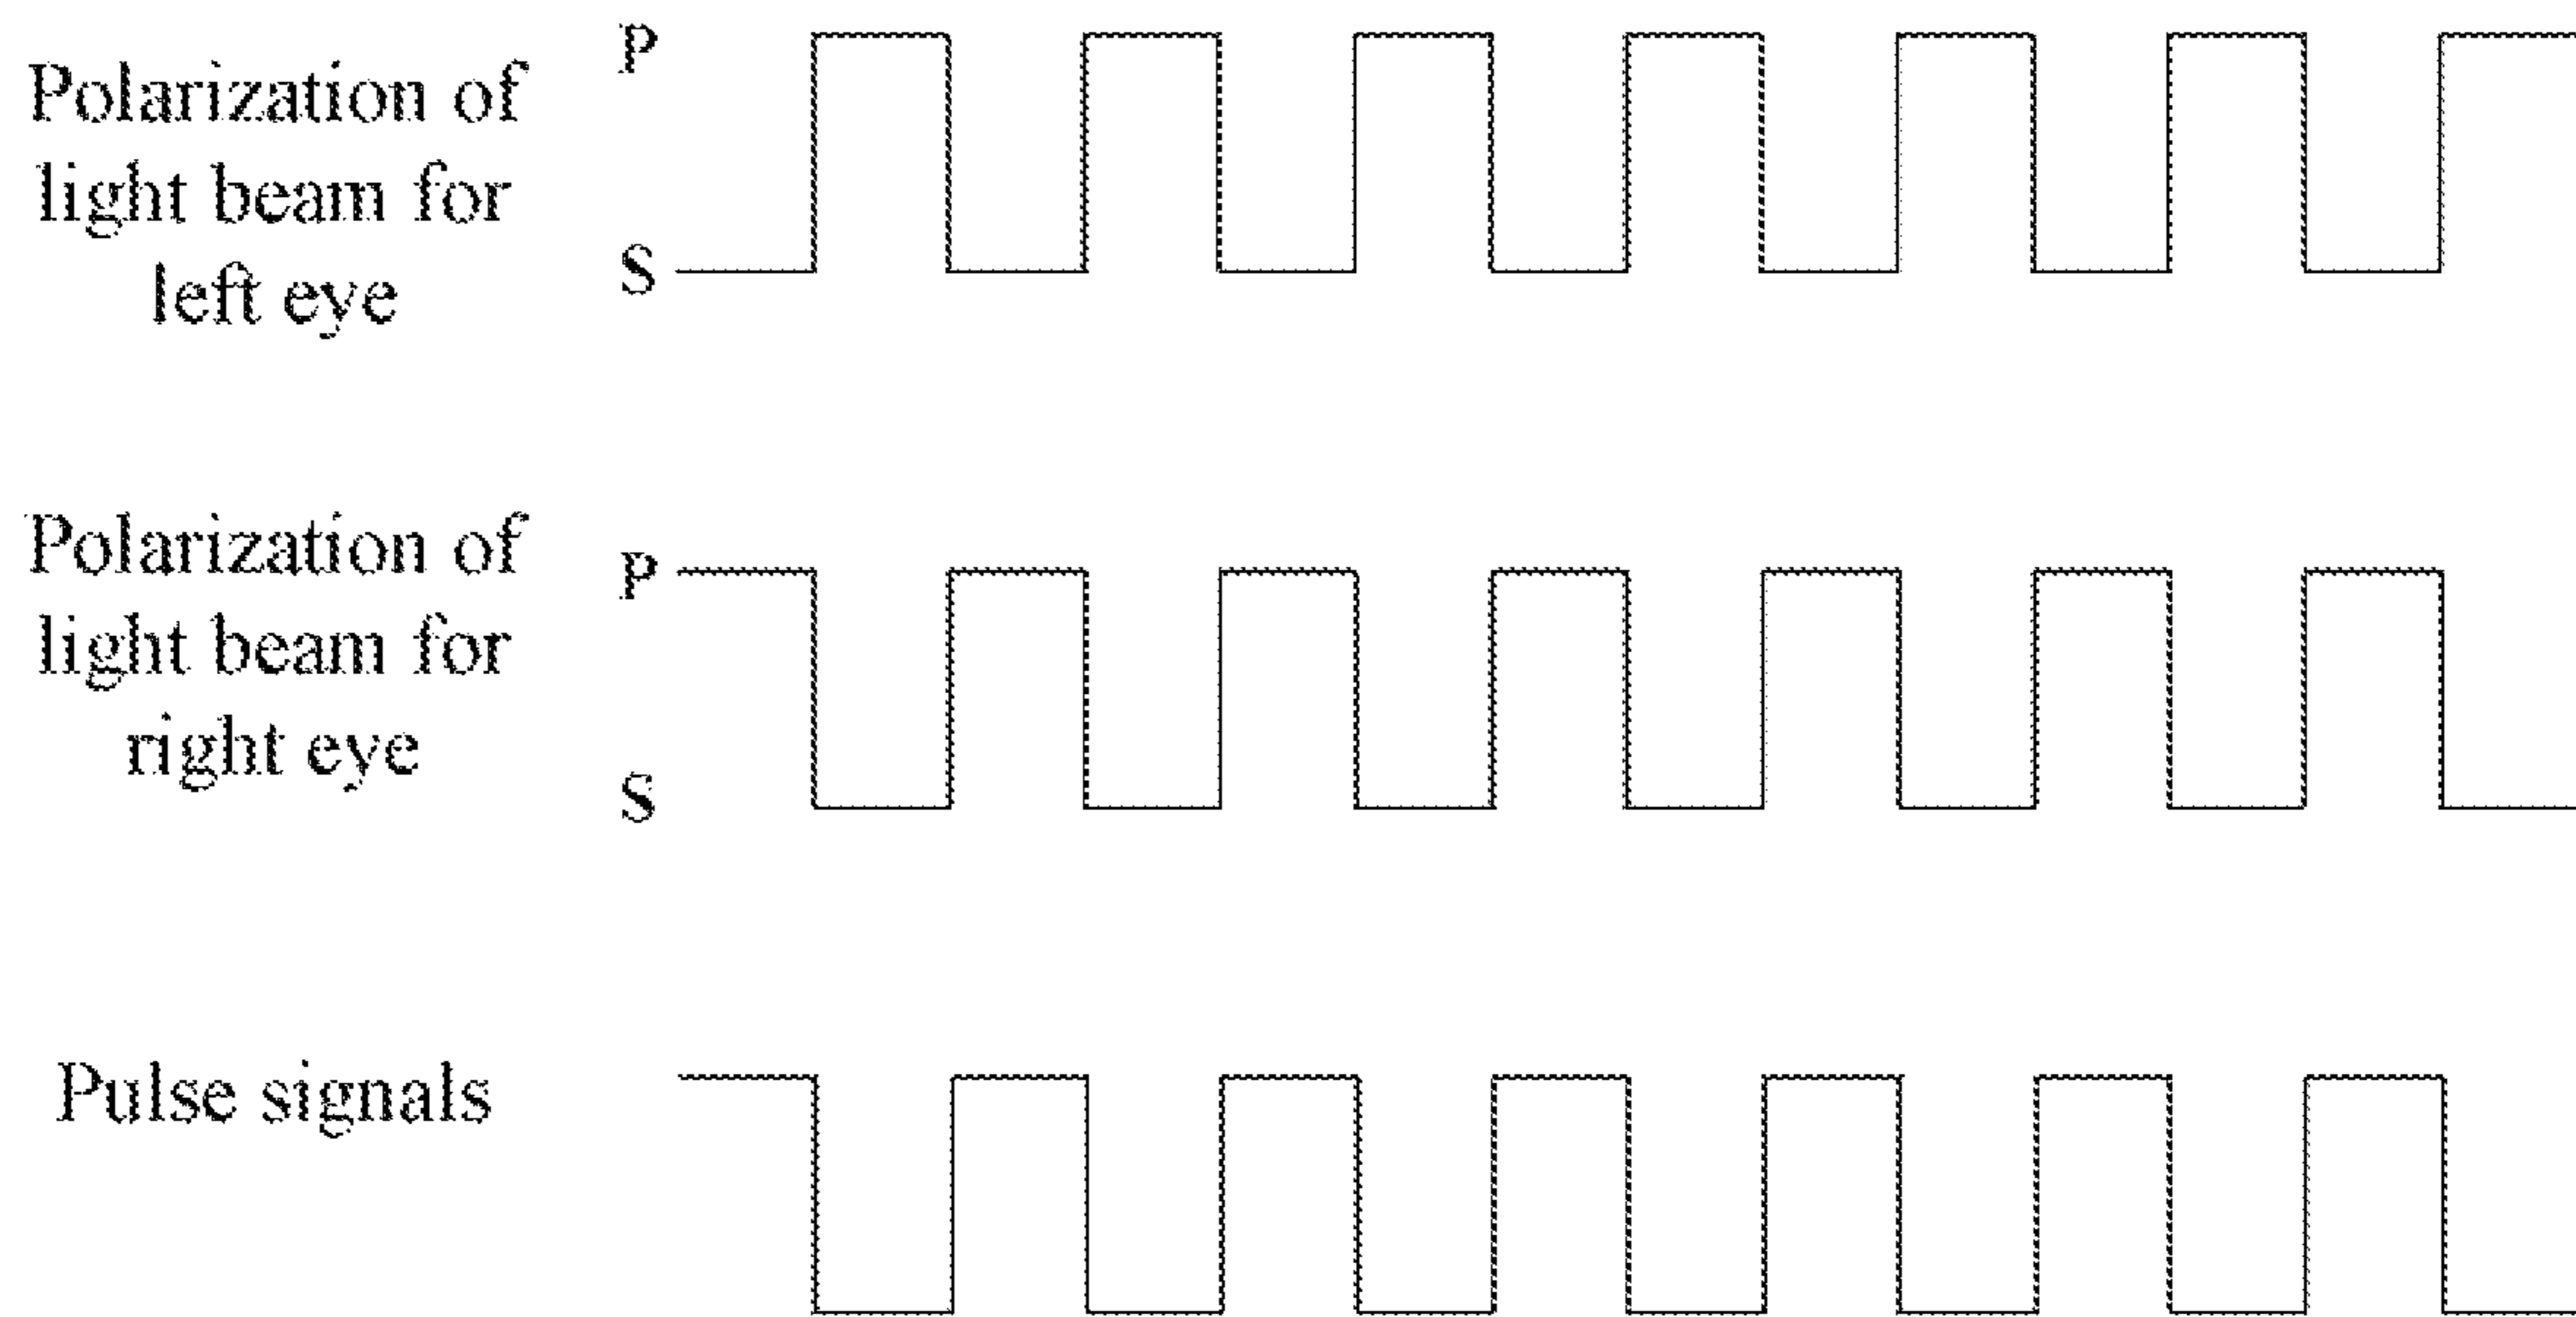 Polarization of
light beam for
left eye
P
S
Polarization of
light beam for
right eye
P
S
Pulse signals